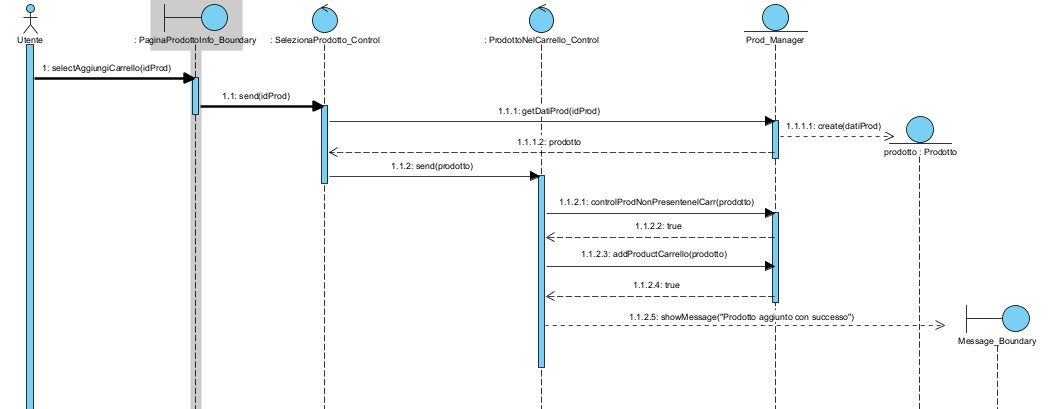 Utente
: PaginaProdottoInfo_Boundary
: SelezionaProdotto_Control
: ProdottoNelCarrello_Control
Prod_Manager
1: selectAggiungiCarrello(idProd)
1.1: send(idProd)
1.1.1: getDatiProd(idProd)
1.1.1.1: create(datiProd)
1.1.1.2: prodotto
prodotto : Prodotto
1.1.2: send(prodotto)
1.1.2.1: controlProdNonPresentenelCarr(prodotto)
1.1.2.2: true
1.1.2.3: addProductCarrello(prodotto)
1.1.2.4: true
1.1.2.5: showMessage("Prodotto aggiunto con successo")
Message_Boundary